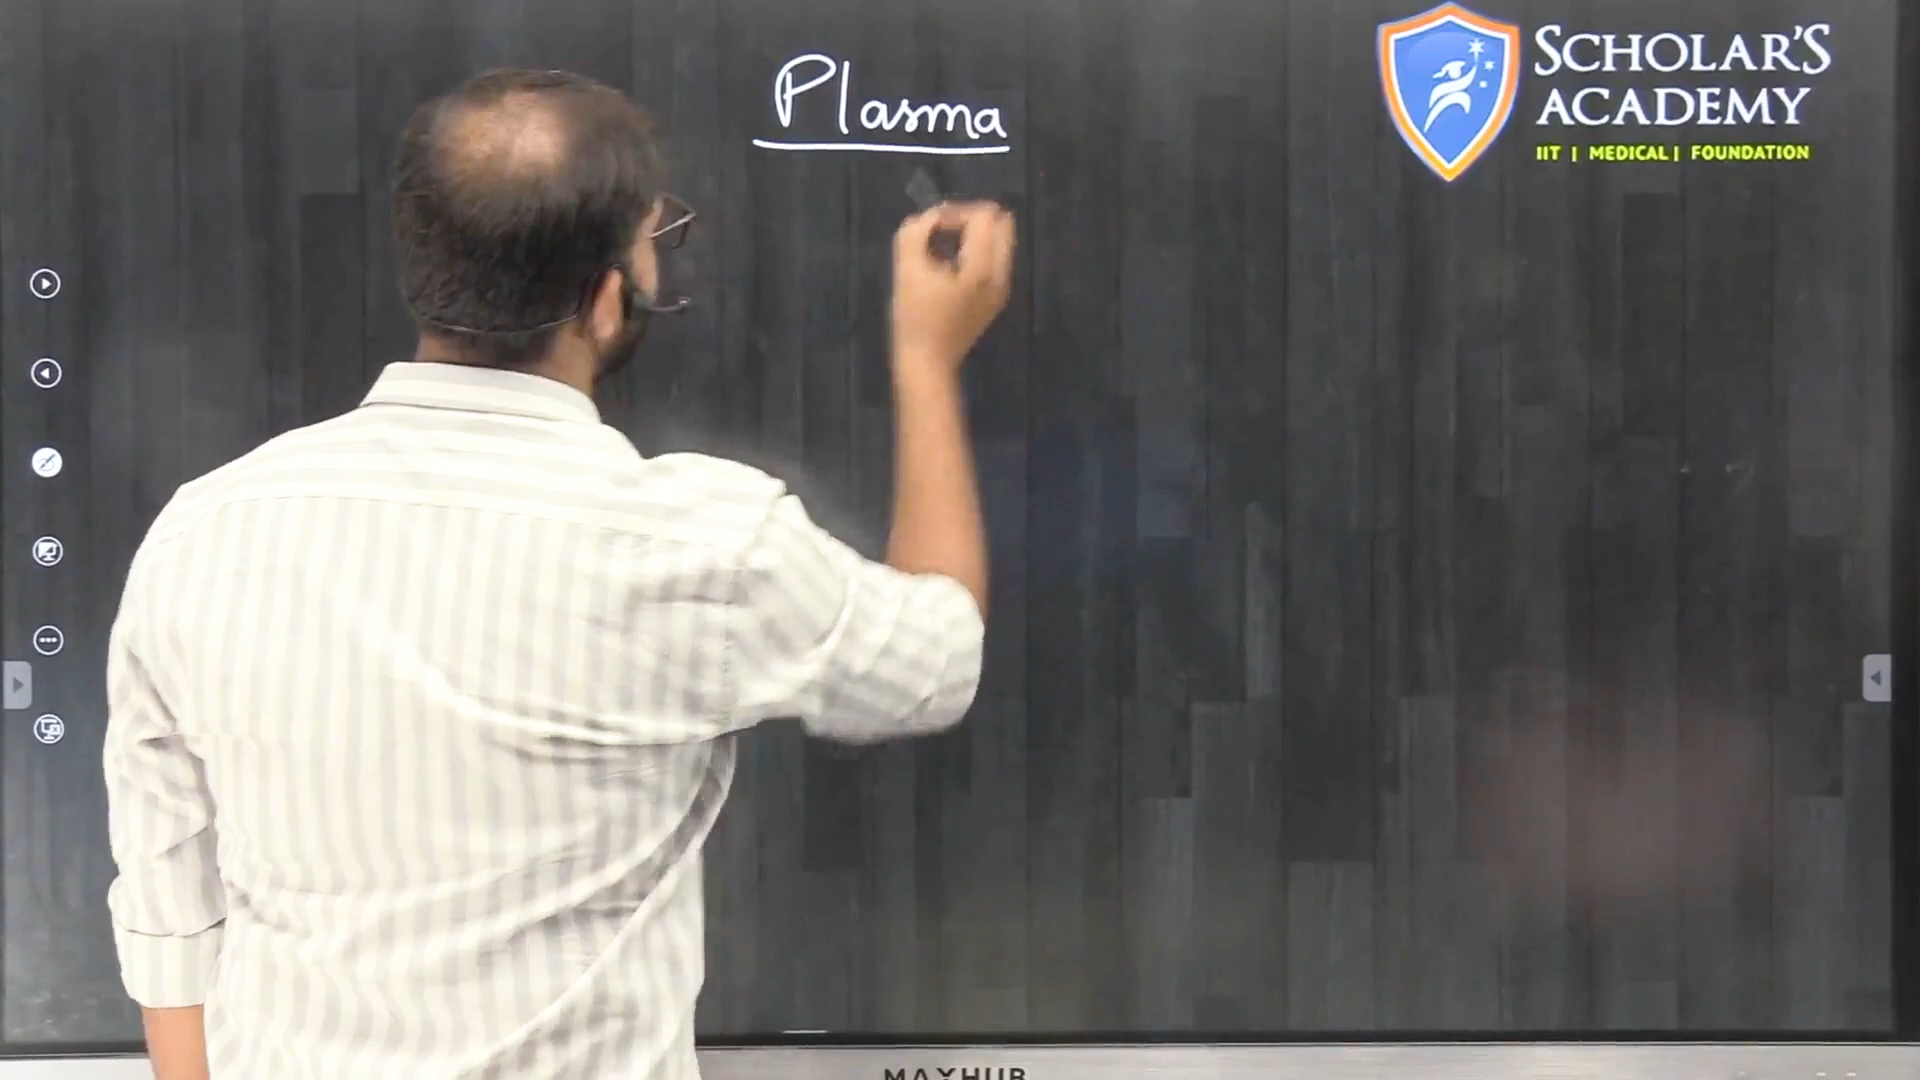 Plasma
SCHOLAR'S
ACADEMY
IIT | MEDICAL | FOUNDATION
MAXHUB